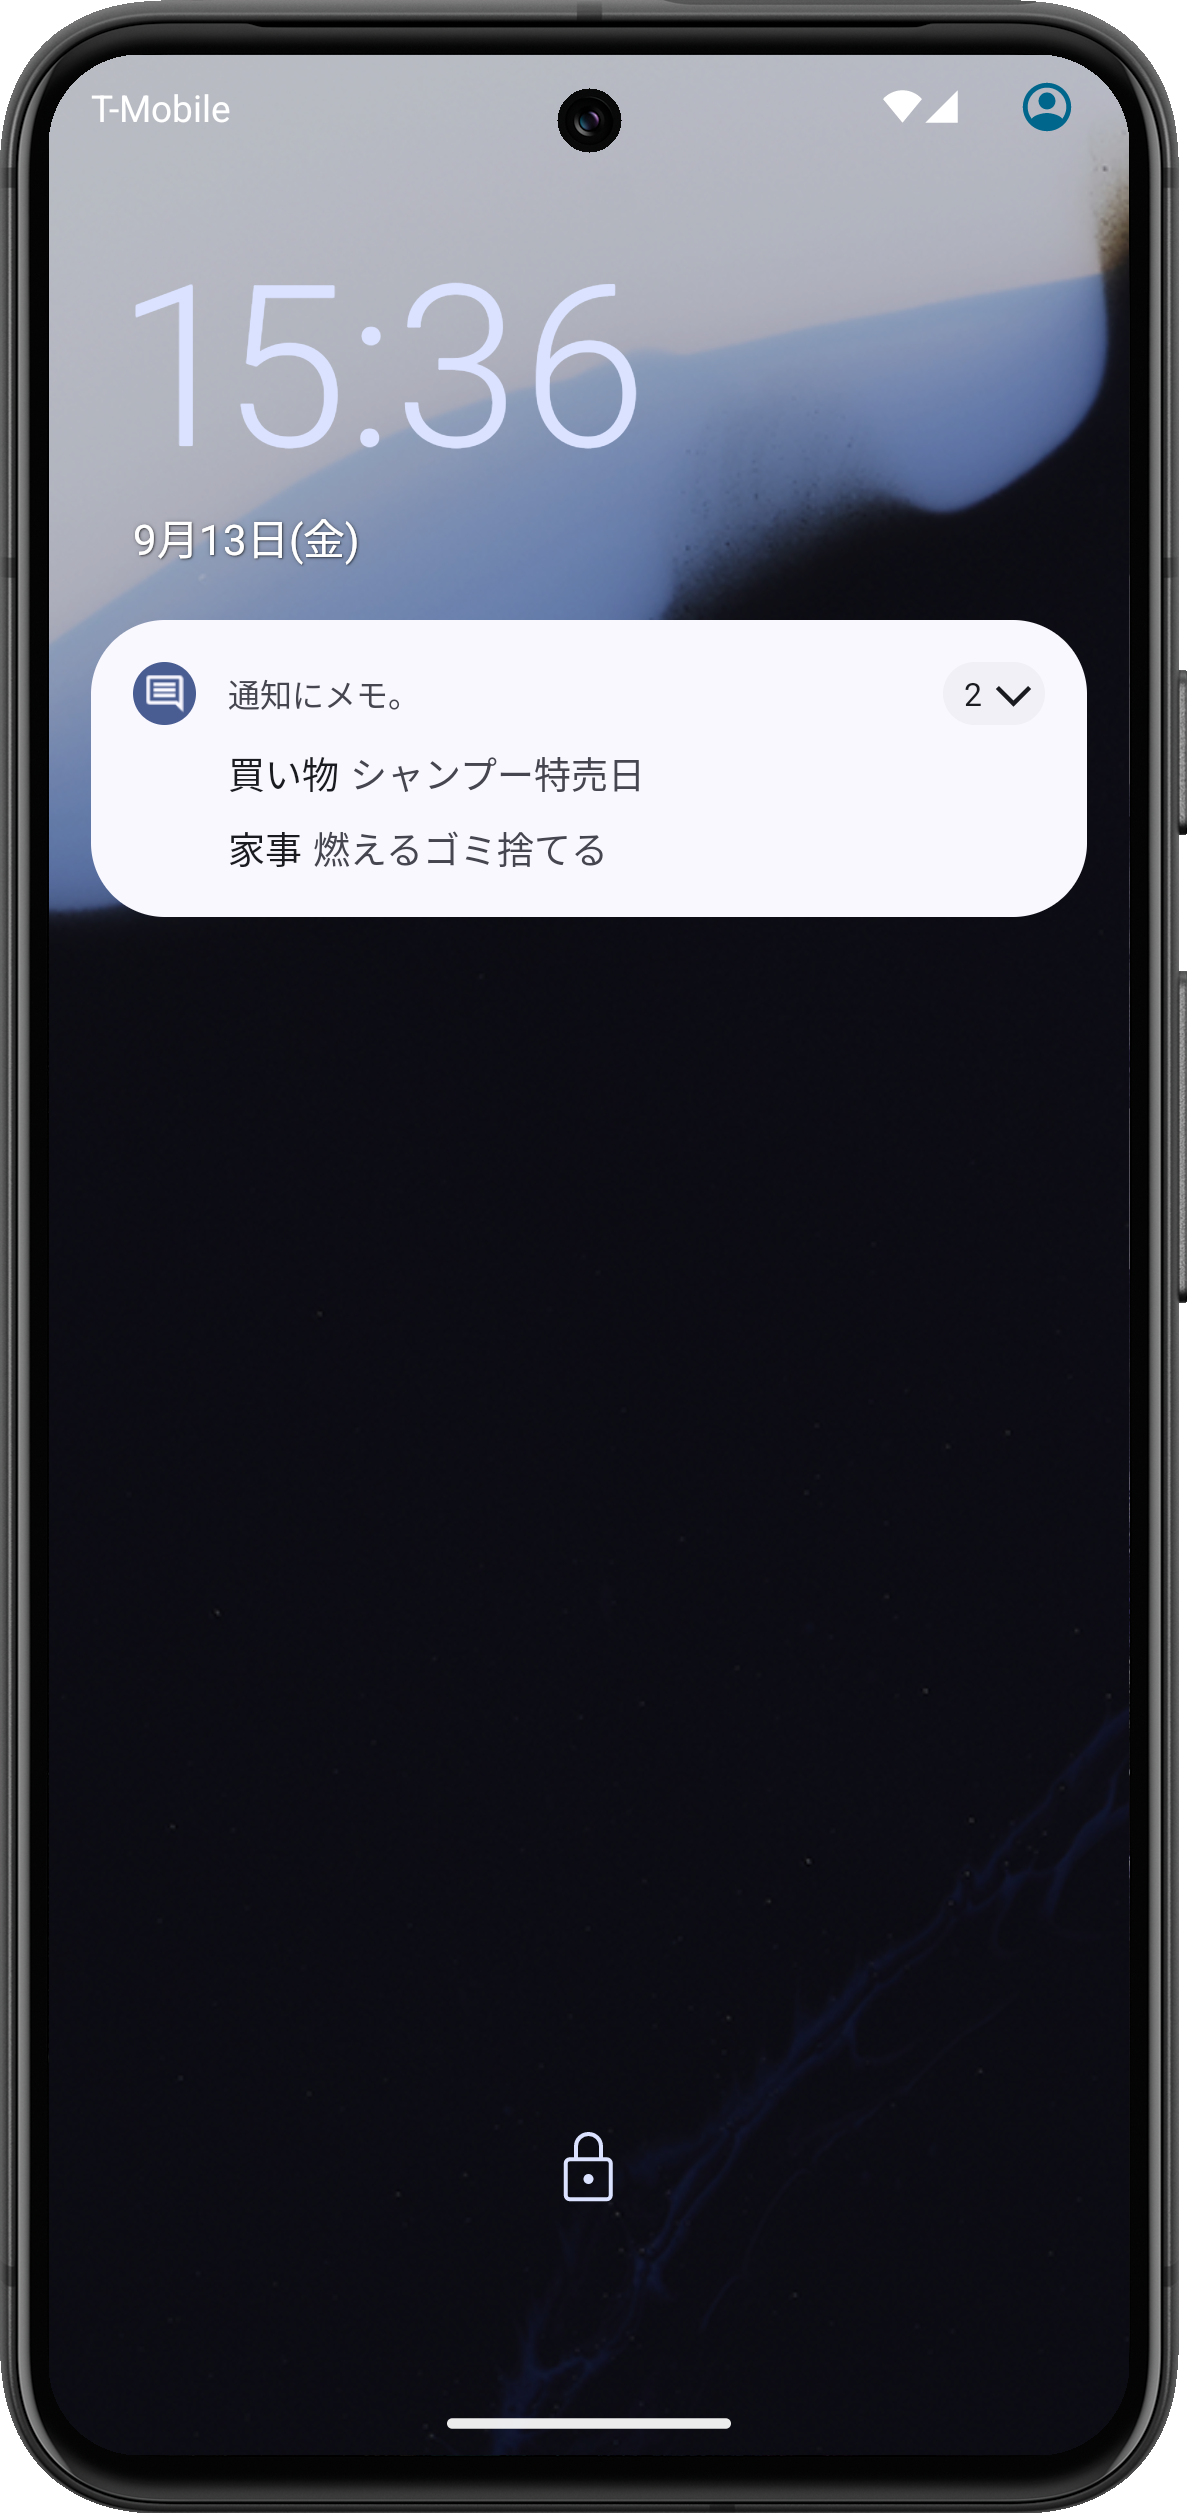 T-Mobile
15:36
9月13日(金)
通知にメモ。
2
買い物 シャンプー特売日
家事 燃えるゴミ捨てる